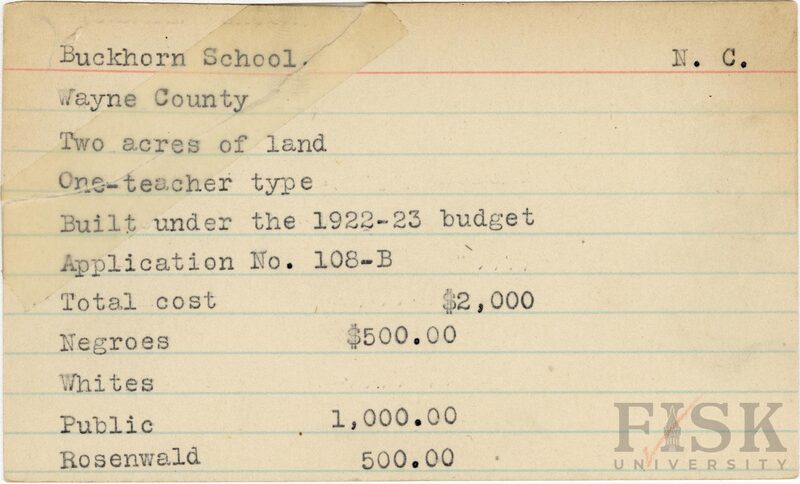 Buckhorn School. N. C.
Wayne County
Two acres of land
One-teacher type
Built under the 1922-23 budget
Application No. 108-B
Total cost $2,000
Negroes $500.00
Whites
Public 1,000.00
Rosenwald 500.00
FISK
UNIVERSITY